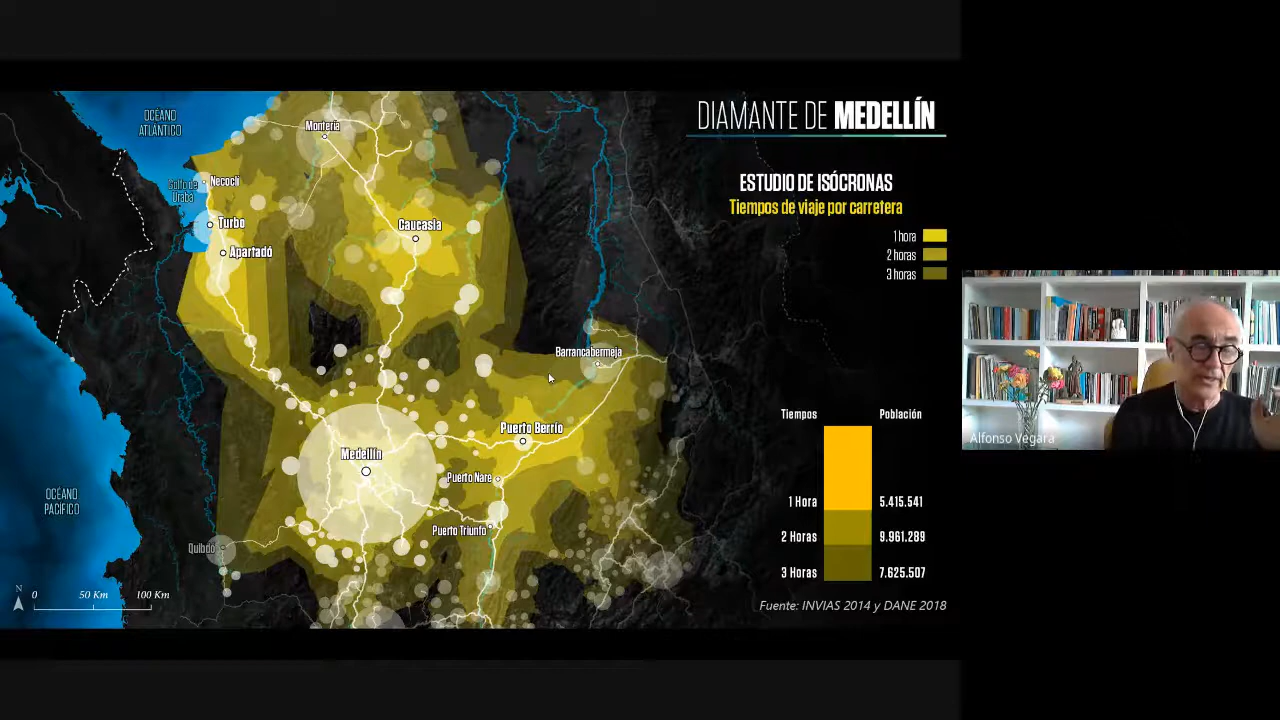 DIAMANTE DE MEDELLÍN
ESTUDIO DE ISÓCRONAS
Tiempos de viaje por carretera
1 hora
2 horas
3 horas
OCÉANO
ATLÁNTICO
Montería
Golfo de
Urabá
Necoclí
Turbo
Apartadó
Caucasia
Barrancabermeja
Puerto Berrío
Medellín
Puerto Nare
Puerto Triunfo
OCÉANO
PACÍFICO
Quibdó
N
0 50 Km 100 Km
Tiempos Población
1 Hora 5.415.541
2 Horas 9.961.289
3 Horas 7.625.507
Fuente: INVIAS 2014 y DANE 2018
Alfonso Vegara